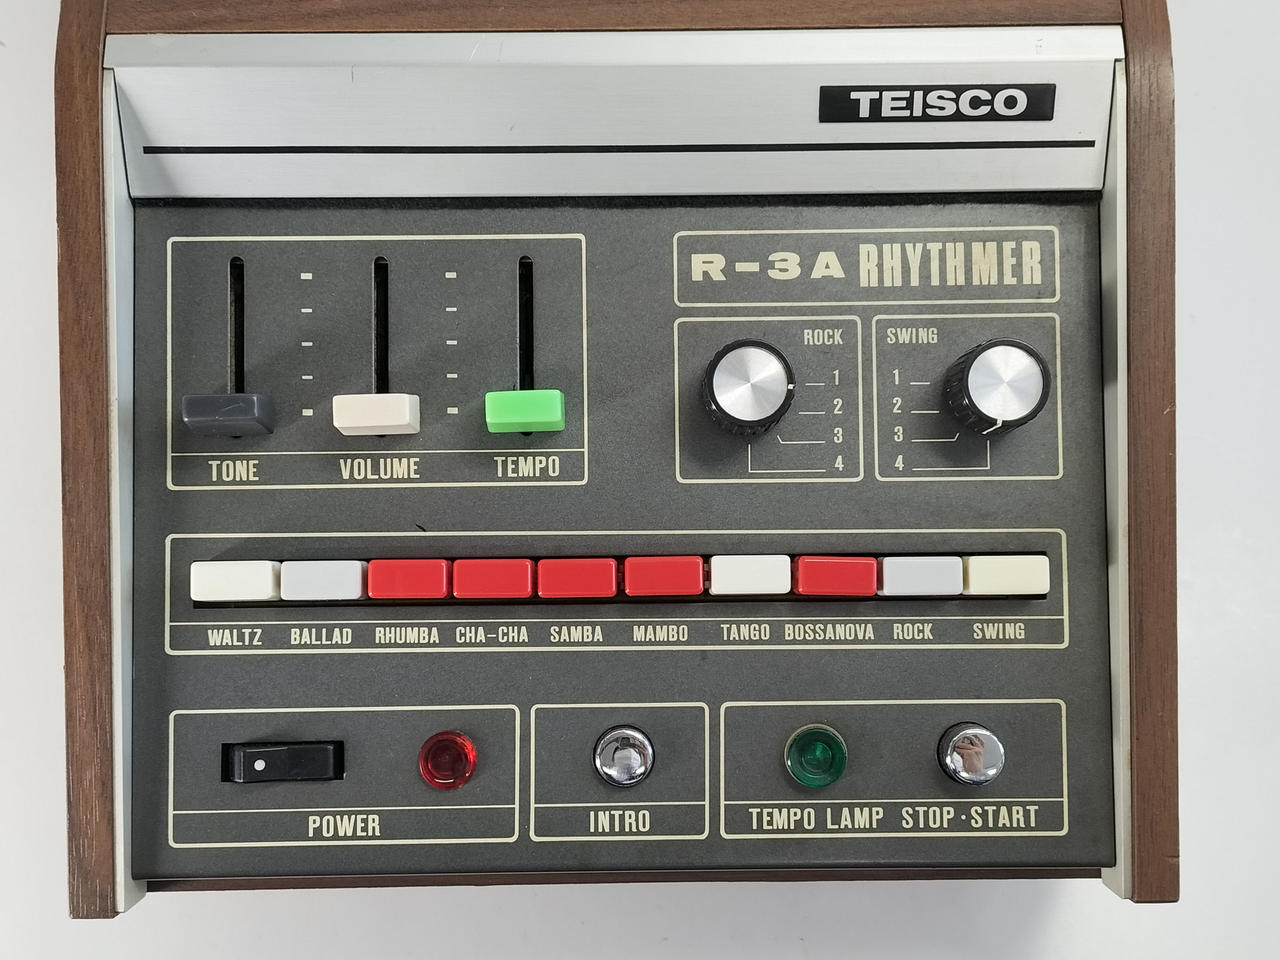 TEISCO
R-3A RHYTHMER
ROCK
1
2
3
4
SWING
1
2
3
4
TONE VOLUME TEMPO
WALTZ BALLAD RHUMBA CHA-CHA SAMBA MAMBO TANGO BOSSANOVA ROCK SWING
POWER
INTRO
TEMPO LAMP STOP·START